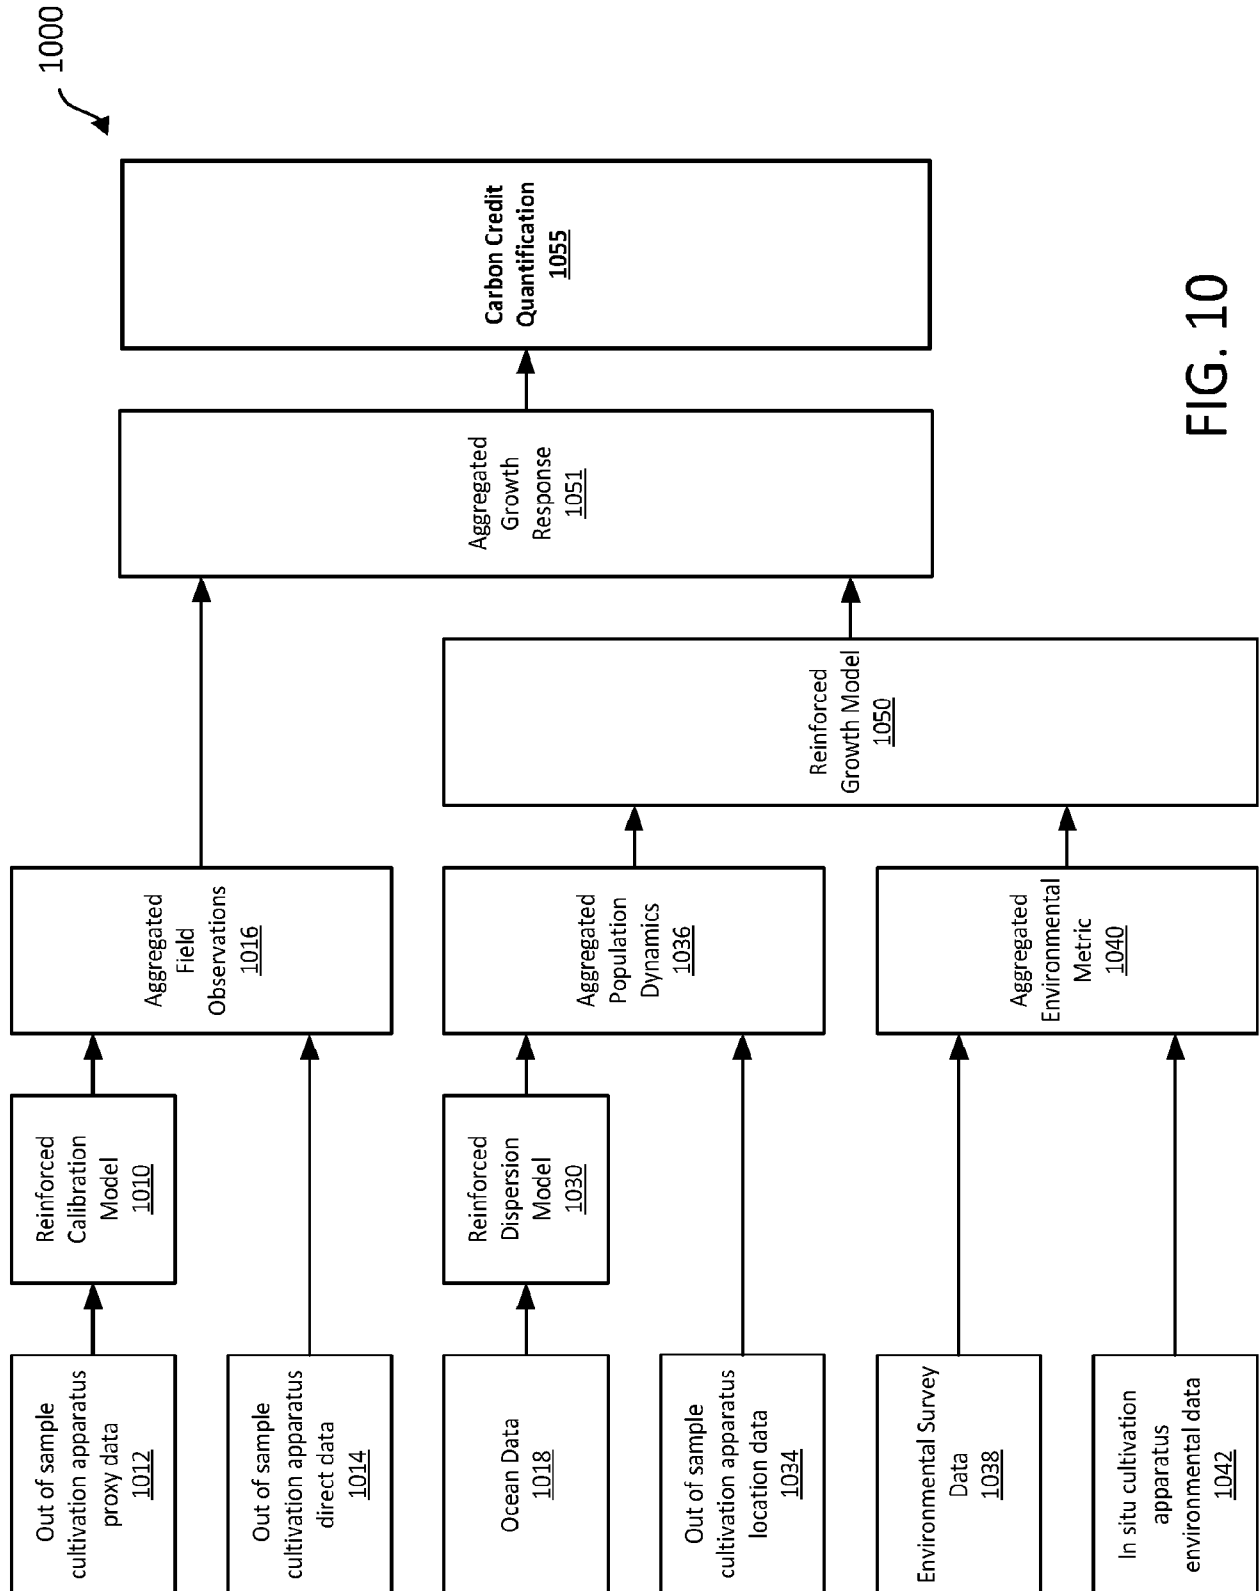 1000
Out of sample
cultivation apparatus
proxy data
1012
Reinforced
Calibration
Model
1010
Out of sample
cultivation apparatus
direct data
1014
Aggregated
Field
Observations
1016
Ocean Data
1018
Reinforced
Dispersion
Model
1030
Out of sample
cultivation apparatus
location data
1034
Aggregated
Population
Dynamics
1036
Environmental Survey
Data
1038
In situ cultivation
apparatus
environmental data
1042
Aggregated
Environmental
Metric
1040
Reinforced
Growth Model
1050
Aggregated
Growth
Response
1051
Carbon Credit
Quantification
1055
FIG. 10